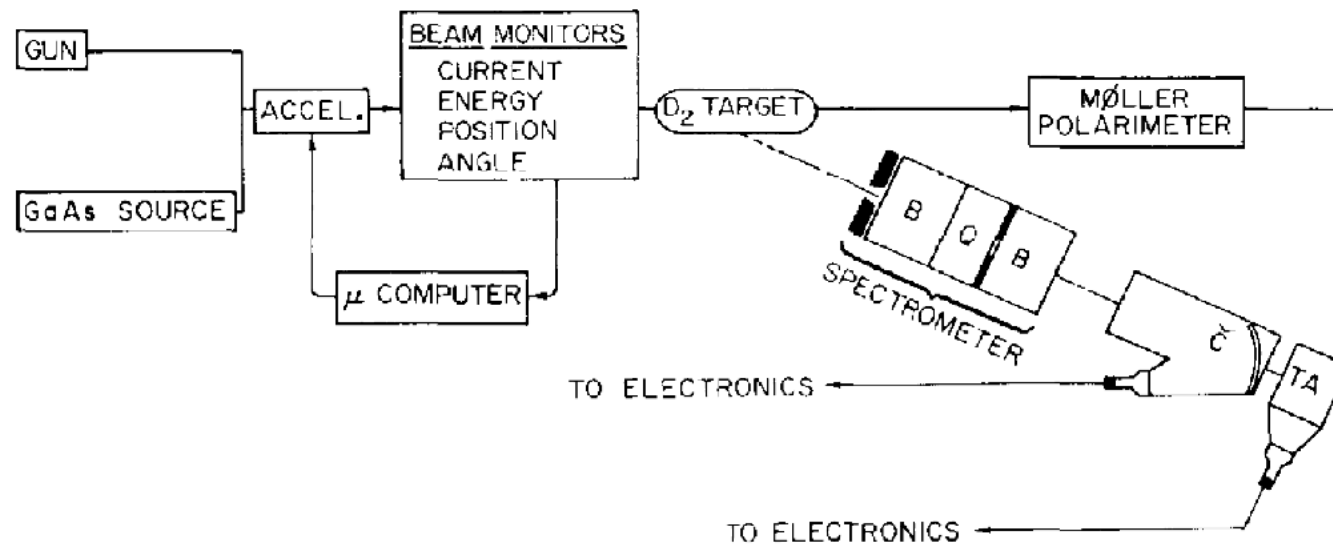 GUN
GaAs SOURCE
ACCEL.
BEAM MONITORS
CURRENT
ENERGY
POSITION
ANGLE
μ COMPUTER
D₂ TARGET
MØLLER
POLARIMETER
B
Q
B
SPECTROMETER
Č
TA
TO ELECTRONICS
TO ELECTRONICS